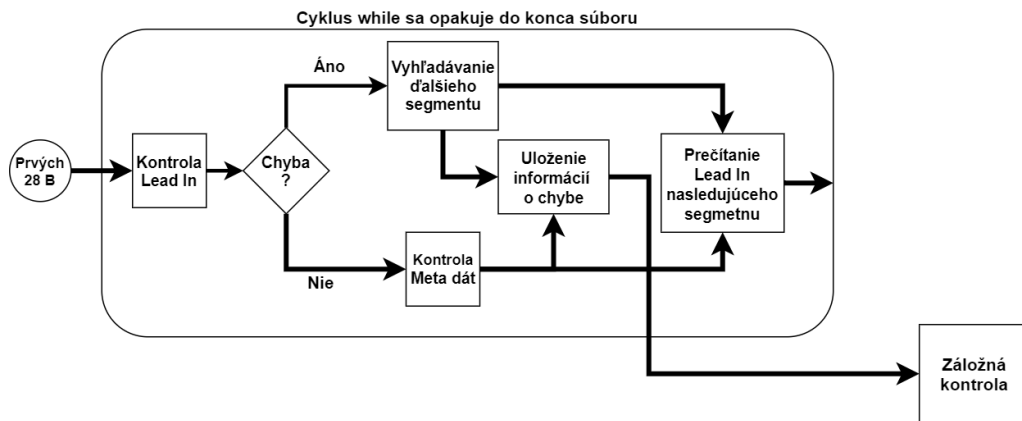 Cyklus while sa opakuje do konca súboru
Prvých
28 B
Kontrola
Lead In
Chyba
?
Áno
Nie
Vyhľadávanie
ďalšieho
segmentu
Kontrola
Meta dát
Uloženie
informácií
o chybe
Prečítanie
Lead In
nasledujúceho
segmetnu
Záložná
kontrola